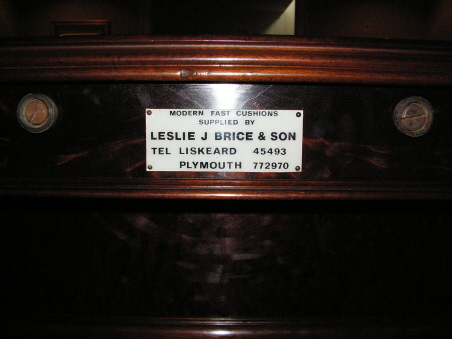 MODERN FAST CUSHIONS
SUPPLIED BY
LESLIE J BRICE & SON
TEL LISKEARD 45493
PLYMOUTH 772970